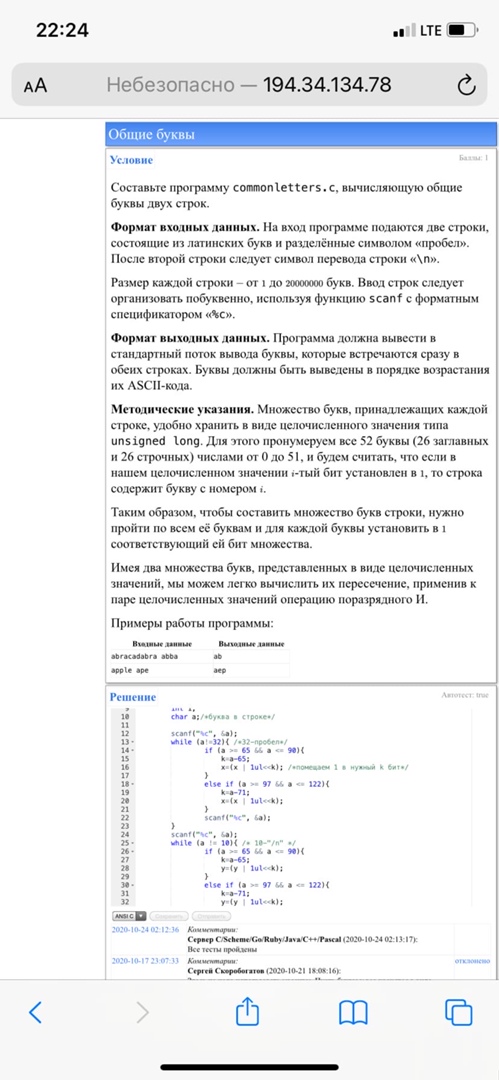 22:24
LTE
AA
Небезопасно — 194.34.134.78
Общие буквы
Условие
Баллы: 1
Составьте программу commonletters.c, вычисляющую общие
буквы двух строк.
Формат входных данных. На вход программе подаются две строки,
состоящие из латинских букв и разделённые символом «пробел».
После второй строки следует символ перевода строки «\n».
Размер каждой строки – от 1 до 20000000 букв. Ввод строк следует
организовать побуквенно, используя функцию scanf с форматным
спецификатором «%c».
Формат выходных данных. Программа должна вывести в
стандартный поток вывода буквы, которые встречаются сразу в
обеих строках. Буквы должны быть выведены в порядке возрастания
их ASCII-кода.
Методические указания. Множество букв, принадлежащих каждой
строке, удобно хранить в виде целочисленного значения типа
unsigned long. Для этого пронумеруем все 52 буквы (26 заглавных
и 26 строчных) числами от 0 до 51, и будем считать, что если в
нашем целочисленном значении i-тый бит установлен в 1, то строка
содержит букву с номером i.
Таким образом, чтобы составить множество букв строки, нужно
пройти по всем её буквам и для каждой буквы установить в 1
соответствующий ей бит множества.
Имея два множества букв, представленных в виде целочисленных
значений, мы можем легко вычислить их пересечение, применив к
паре целочисленных значений операцию поразрядного И.
Примеры работы программы:
Входные данные Выходные данные
abracadabra abba ab
apple ape aep
Решение
Автотест: true
10 char a;/*буква в строке*/
11
12 scanf("%c", &a);
13 while (a!=32){ /*32-пробел*/
14 if (a >= 65 && a <= 90){
15 k=a-65;
16 x=(x | 1ul<<k); /*помещаем 1 в нужный k бит*/
17 }
18 else if (a >= 97 && a <= 122){
19 k=a-71;
20 x=(x | 1ul<<k);
21 }
22 scanf("%c", &a);
23 }
24 scanf("%c", &a);
25 while (a != 10){ /* 10-"/n" */
26 if (a >= 65 && a <= 90){
27 k=a-65;
28 y=(y | 1ul<<k);
29 }
30 else if (a >= 97 && a <= 122){
31 k=a-71;
32 y=(y | 1ul<<k);
ANSI C
Сохранить
Отправить
2020-10-24 02:12:36 Комментарии:
Сервер C/Scheme/Go/Ruby/Java/C++/Pascal (2020-10-24 02:13:17):
Все тесты пройдены
2020-10-17 23:07:33 Комментарии: отклонено
Сергей Скоробогатов (2020-10-21 18:08:16):